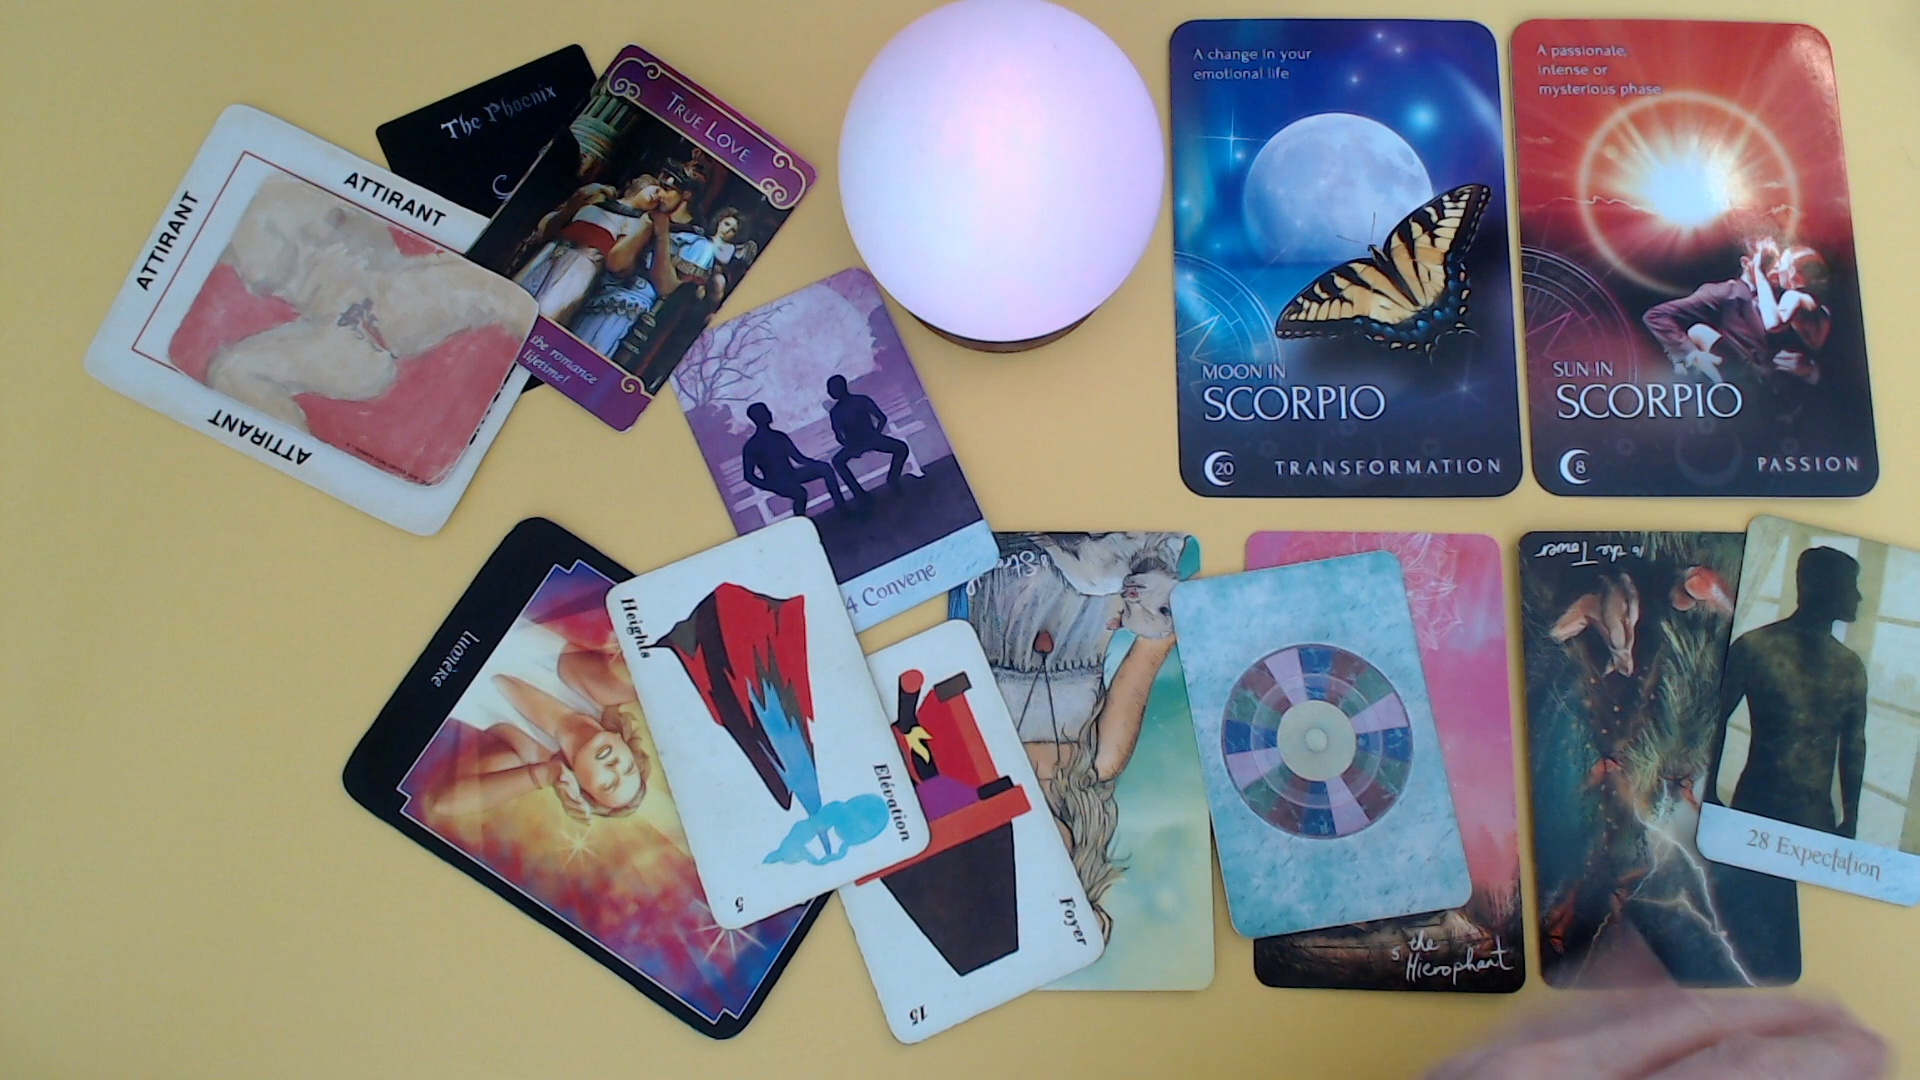 The Phoenix
TRUE LOVE
the romance
lifetime!
ATTIRANT
ATTIRANT
ATTIRANT
A change in your
emotional life
MOON IN
SCORPIO
20
TRANSFORMATION
A passionate,
intense or
mysterious phase
SUN IN
SCORPIO
8
PASSION
4 Convene
Lumière
Heights
Elévation
5
Foyer
15
5 the
Hierophant
16 the Tower
28 Expectation